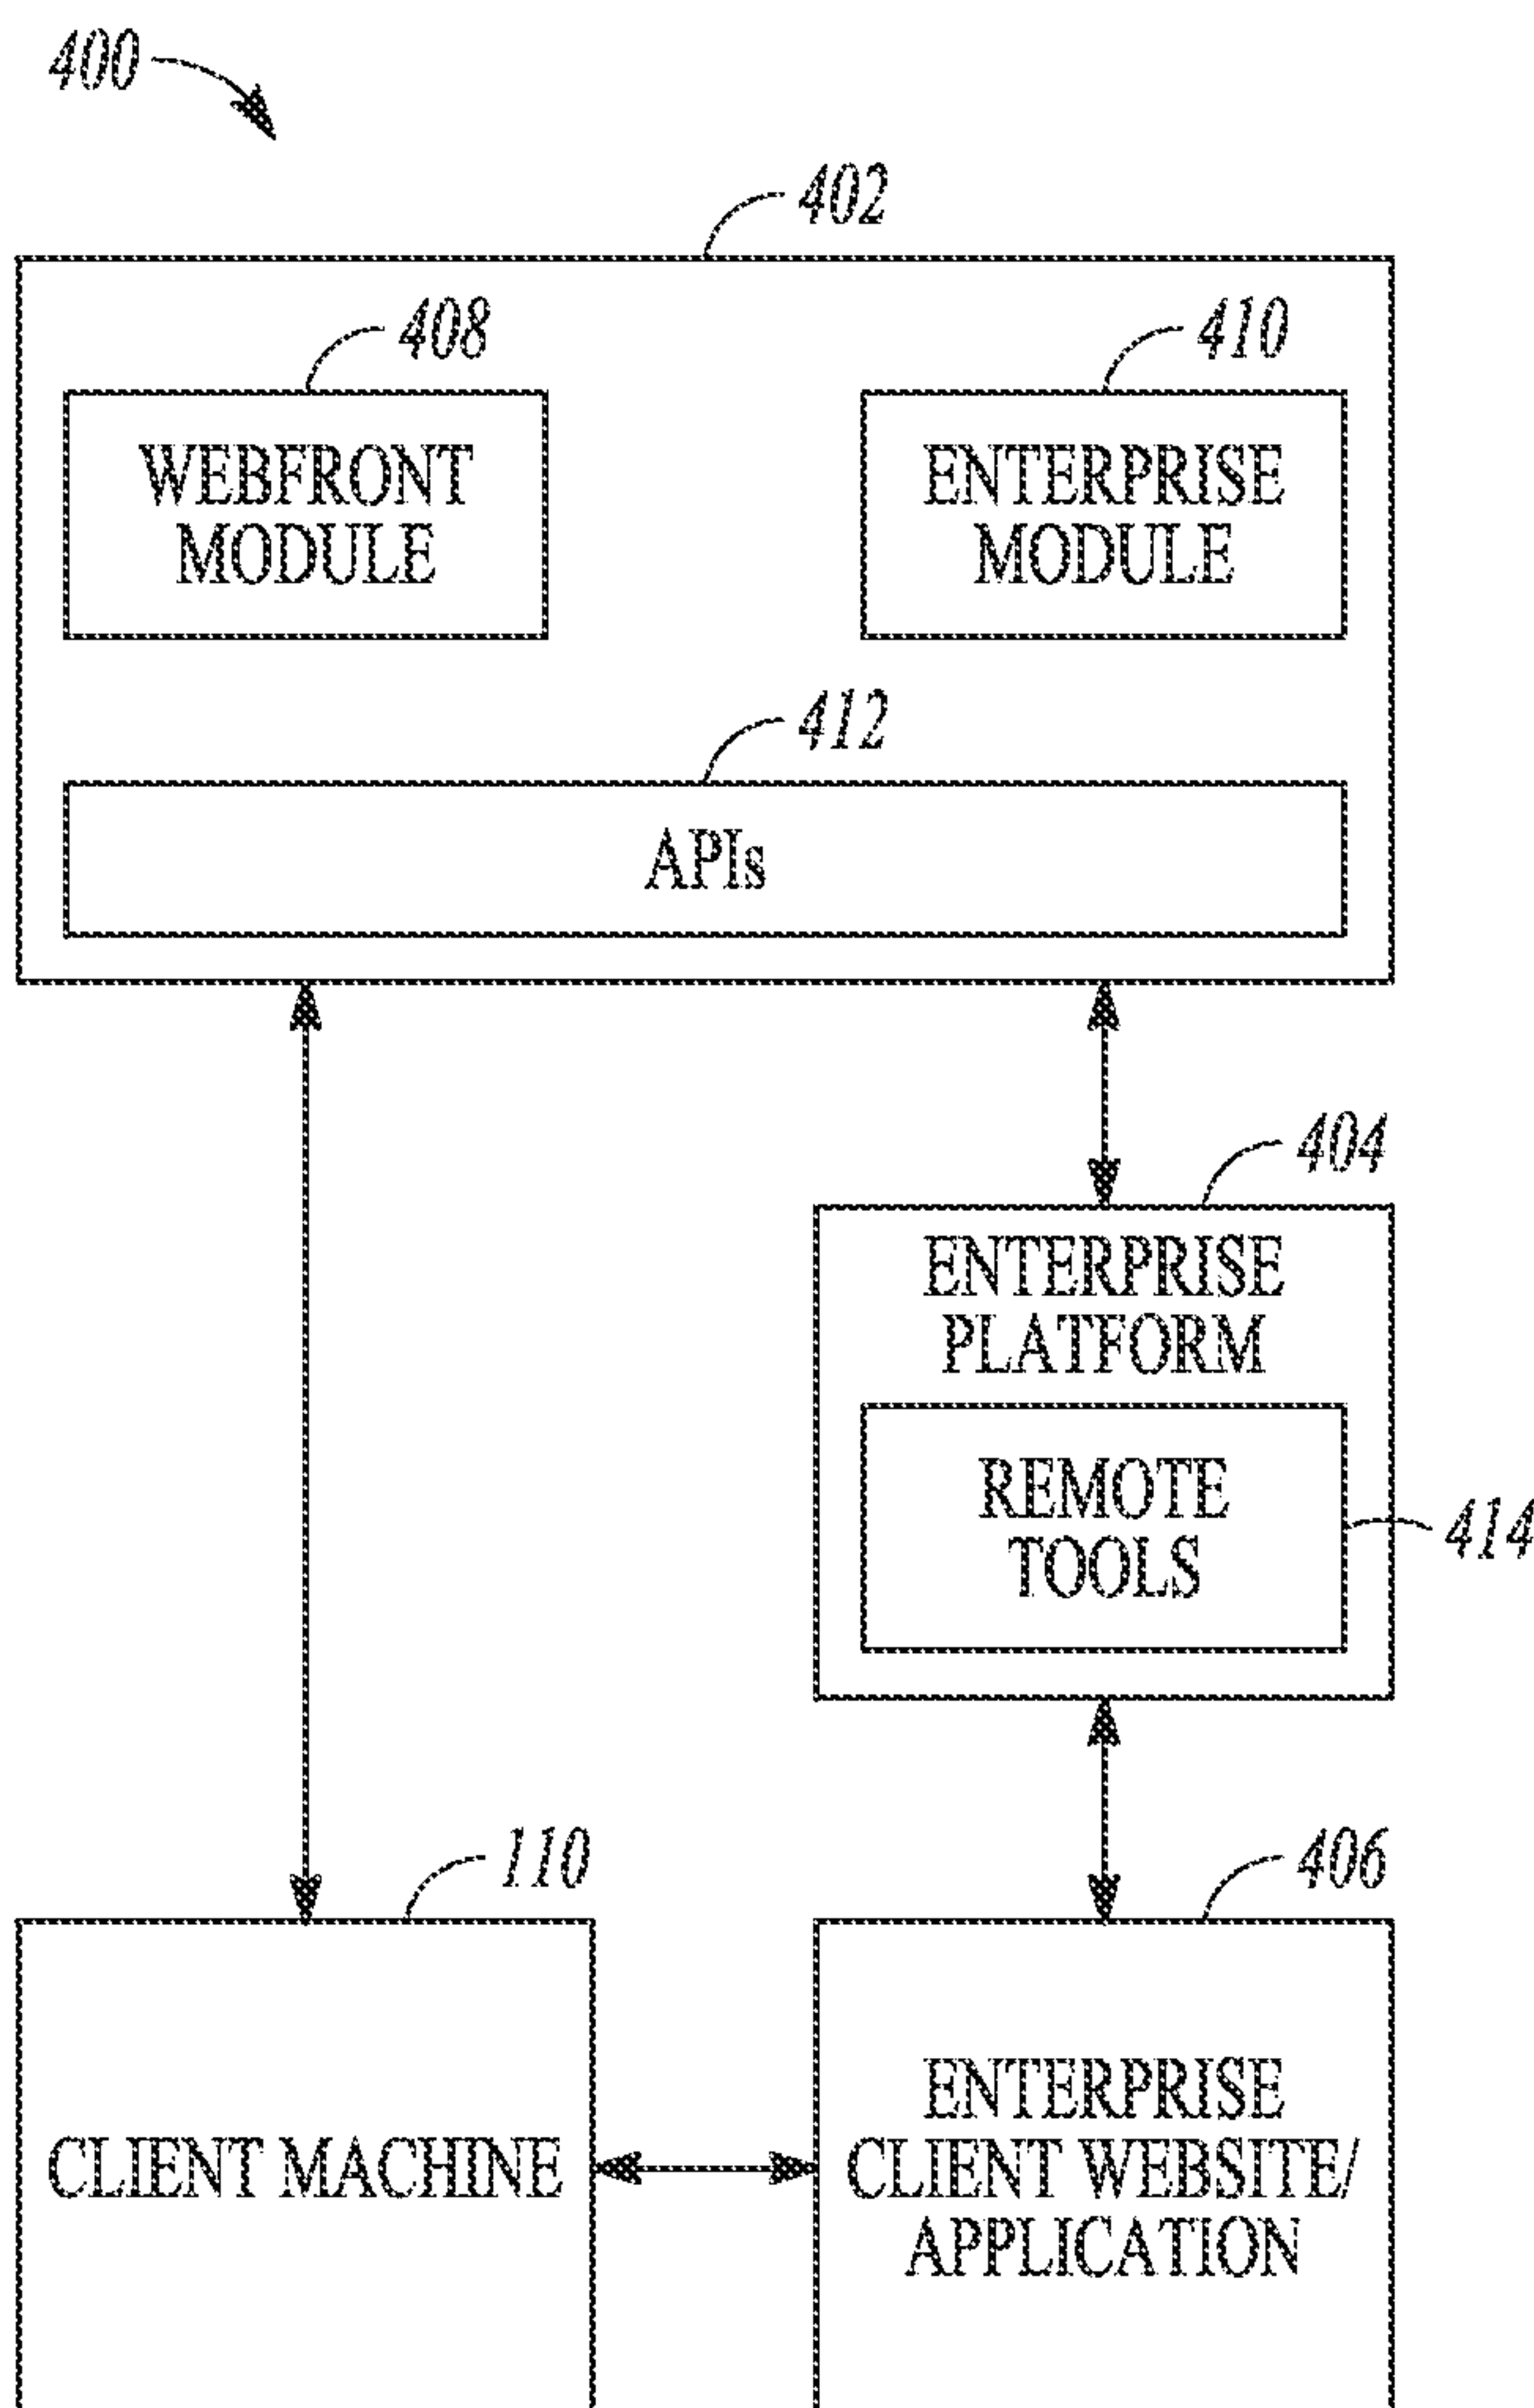 400
402
408
410
WEBFRONT
MODULE
ENTERPRISE
MODULE
412
APIs
404
ENTERPRISE
PLATFORM
REMOTE
TOOLS
414
110
406
CLIENT MACHINE
ENTERPRISE
CLIENT WEBSITE/
APPLICATION